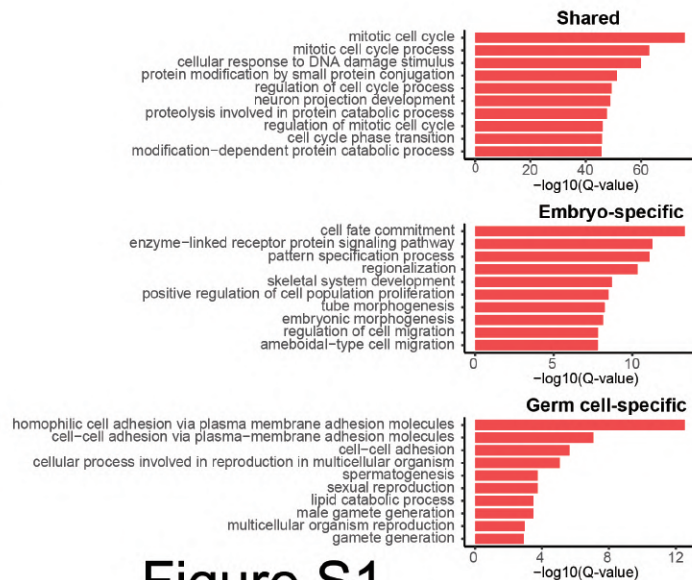 Shared
mitotic cell cycle
mitotic cell cycle process
cellular response to DNA damage stimulus
protein modification by small protein conjugation
regulation of cell cycle process
neuron projection development
proteolysis involved in protein catabolic process
regulation of mitotic cell cycle
cell cycle phase transition
modification-dependent protein catabolic process
0 20 40 60
-log10(Q-value)
Embryo-specific
cell fate commitment
enzyme-linked receptor protein signaling pathway
pattern specification process
regionalization
skeletal system development
positive regulation of cell population proliferation
tube morphogenesis
embryonic morphogenesis
regulation of cell migration
ameboidal-type cell migration
0 5 10
-log10(Q-value)
Germ cell-specific
homophilic cell adhesion via plasma membrane adhesion molecules
cell-cell adhesion via plasma-membrane adhesion molecules
cell-cell adhesion
cellular process involved in reproduction in multicellular organism
spermatogenesis
sexual reproduction
lipid catabolic process
male gamete generation
multicellular organism reproduction
gamete generation
0 4 8 12
-log10(Q-value)
Figure S1